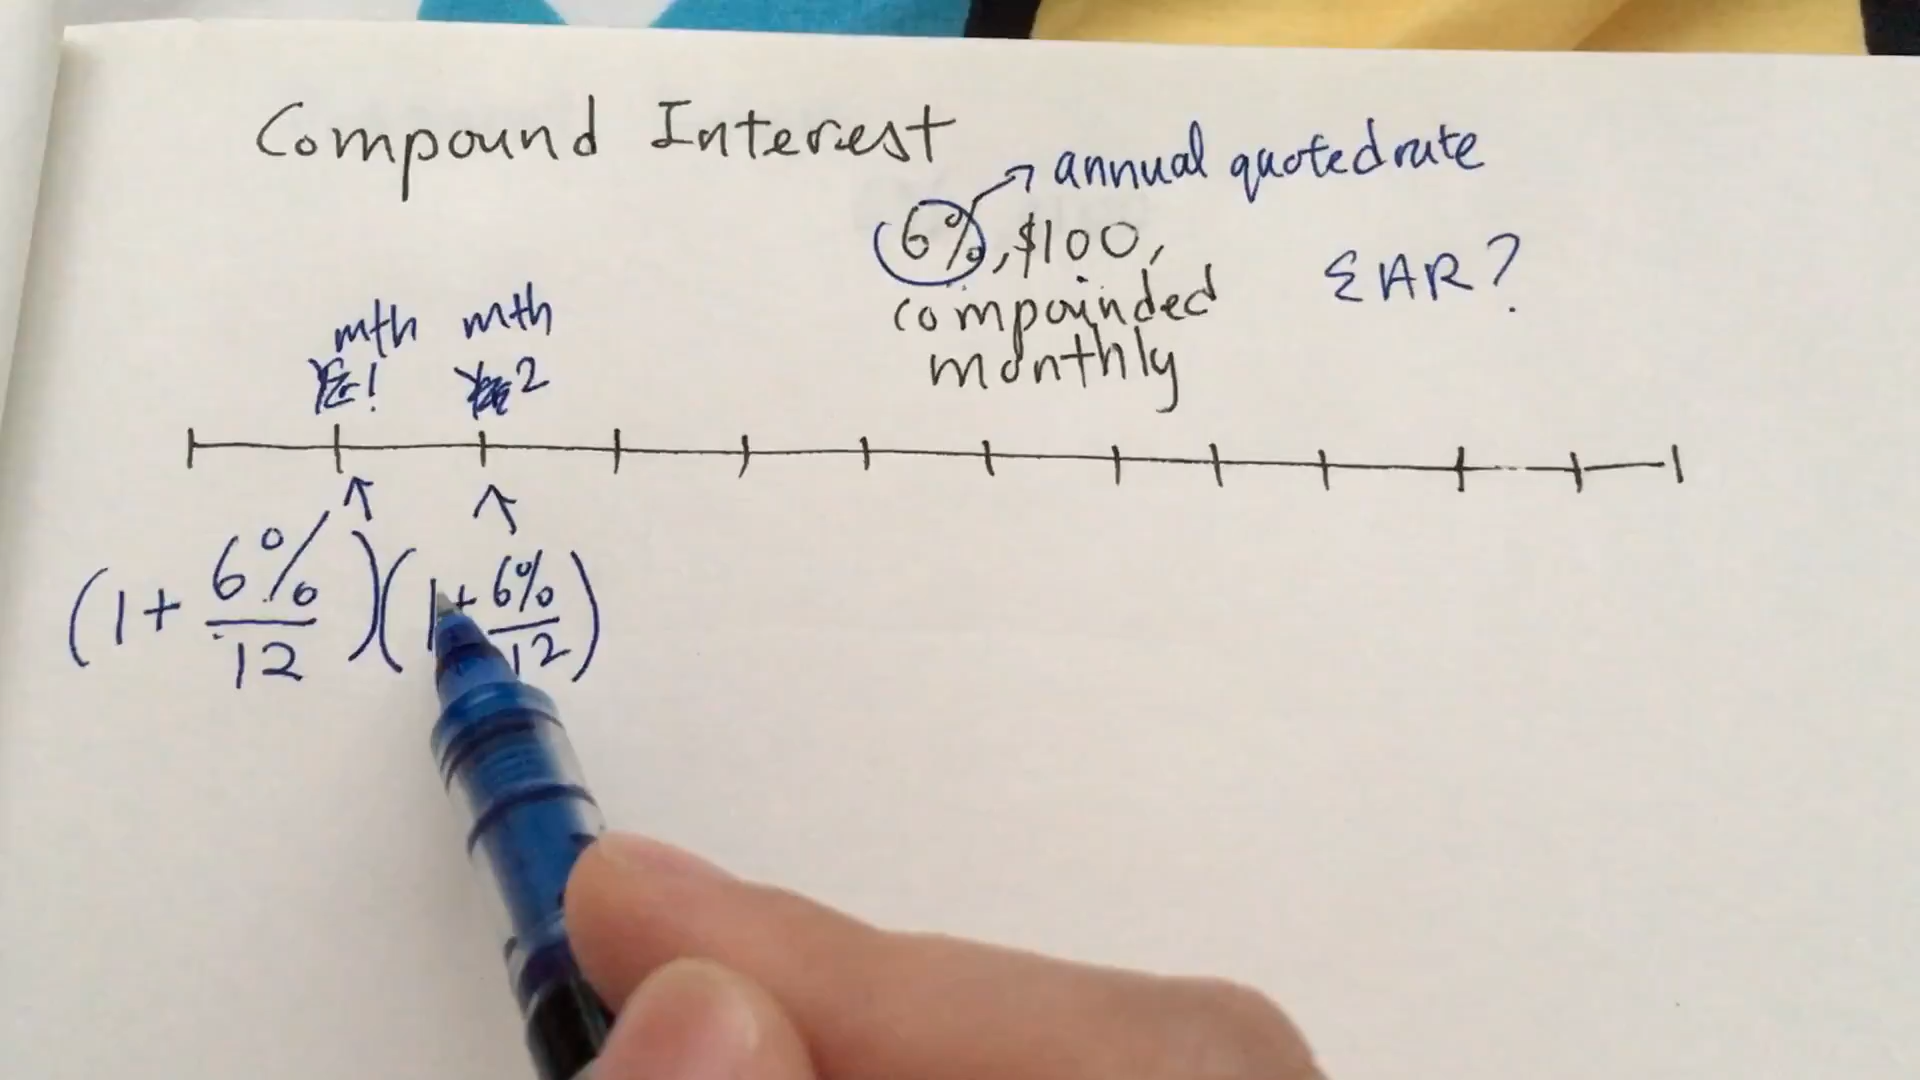 Compound Interest
annual quoted rate
6%, $100,
compounded
monthly
EAR?
mth mth
1 2
(1+ 6%/12)(1+ 6%/12)